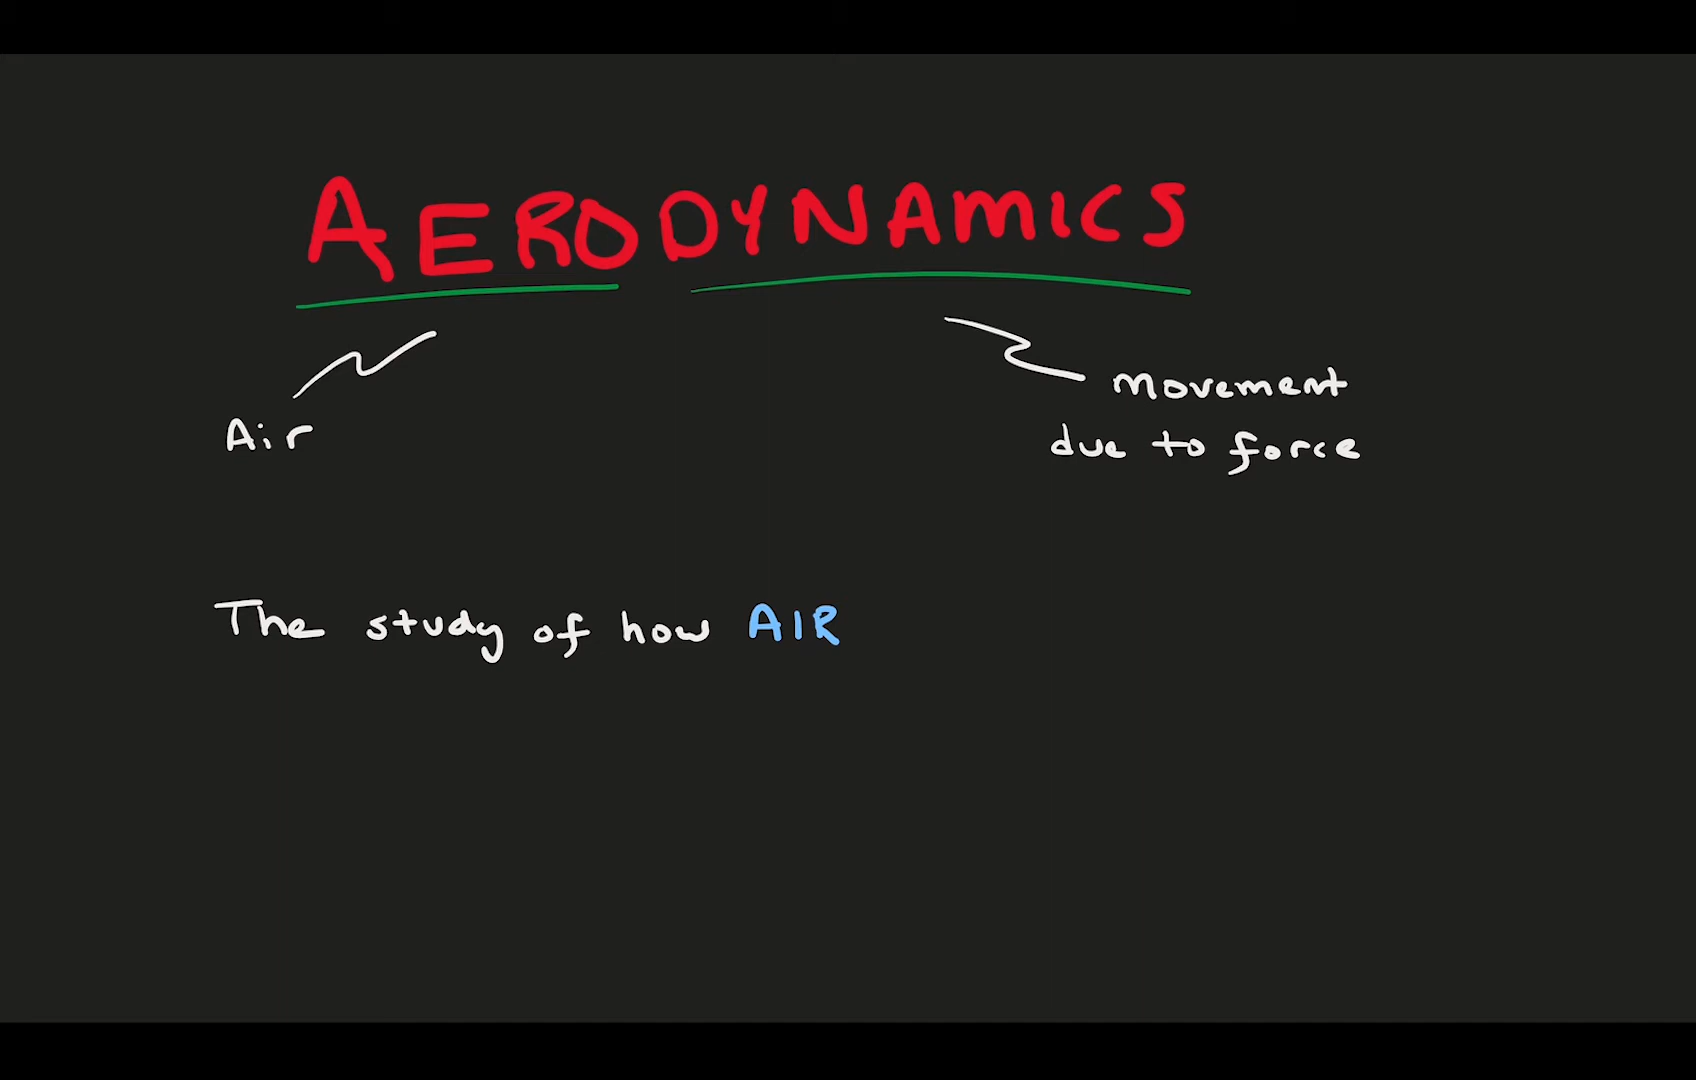 AERODYNAMICS
Air
movement
due to force
The study of how AIR